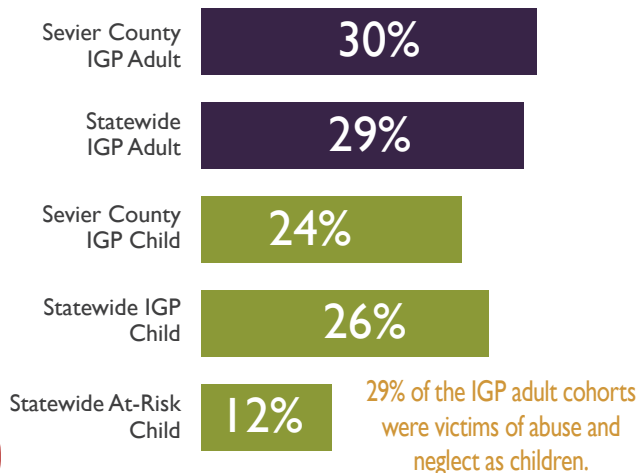 Sevier County
IGP Adult
30%
Statewide
IGP Adult
29%
Sevier County
IGP Child
24%
Statewide IGP
Child
26%
Statewide At-Risk
Child
12%
29% of the IGP adult cohorts
were victims of abuse and
neglect as children.